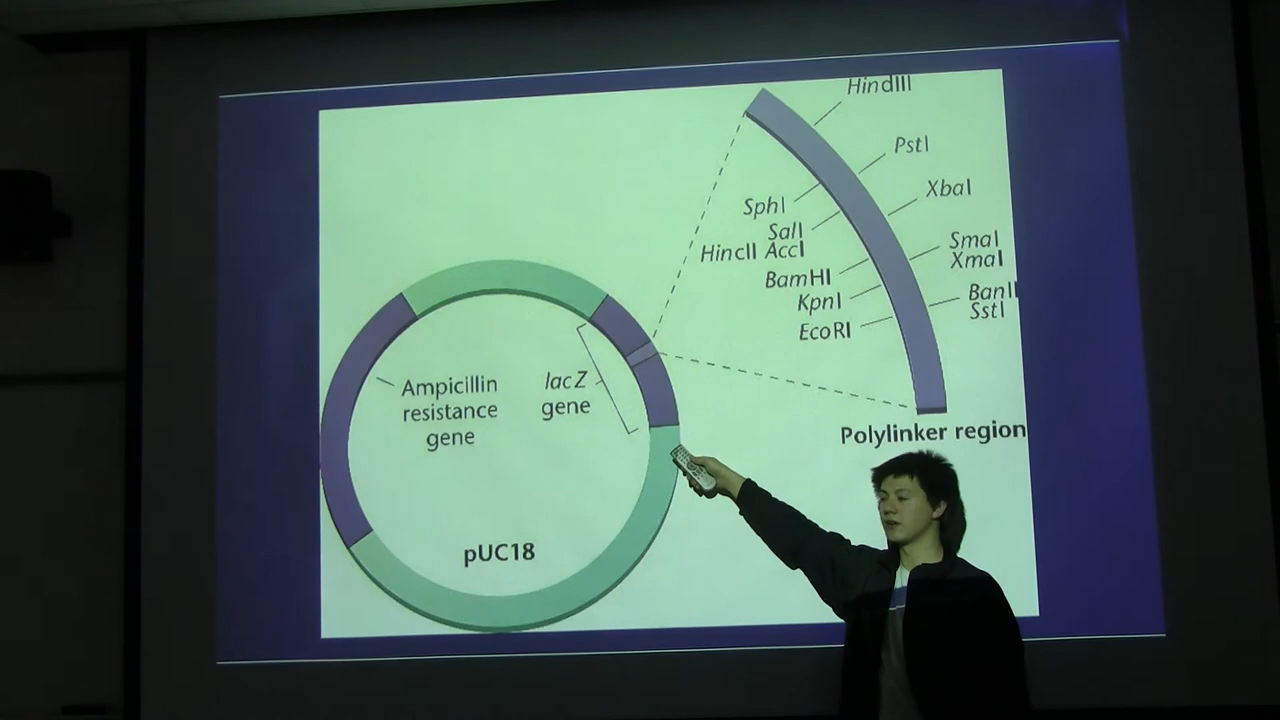 HindIII
PstI
XbaI
SphI
SalI
HincII AccI
SmaI
XmaI
BamHI
KpnI
BanII
SstI
EcoRI
Ampicillin
resistance
gene
lacZ
gene
Polylinker region
pUC18